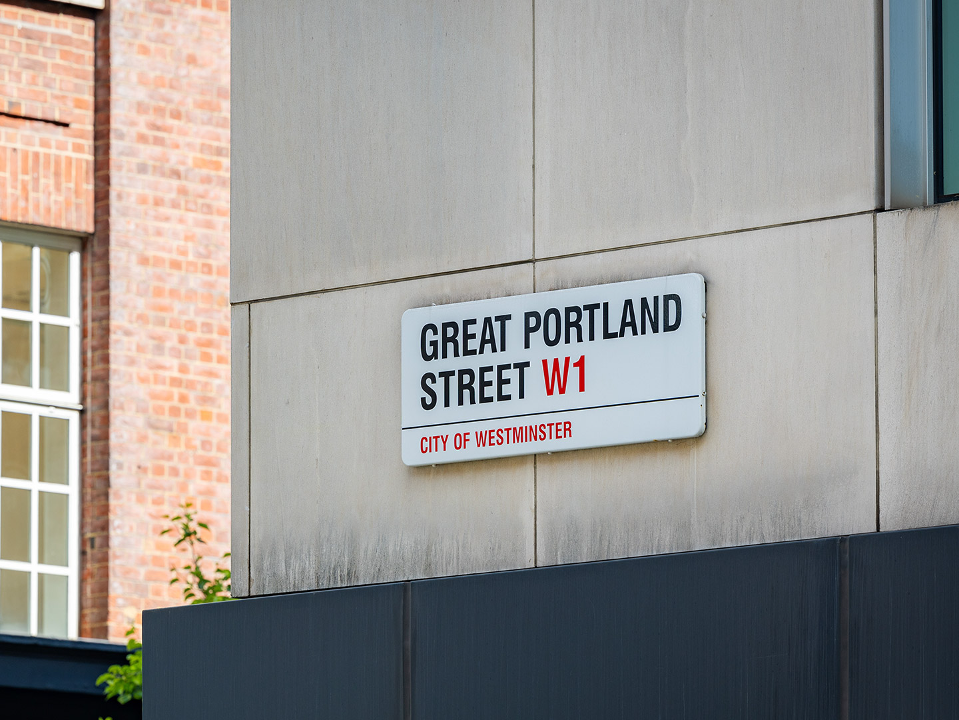 GREAT PORTLAND
STREET W1
CITY OF WESTMINSTER